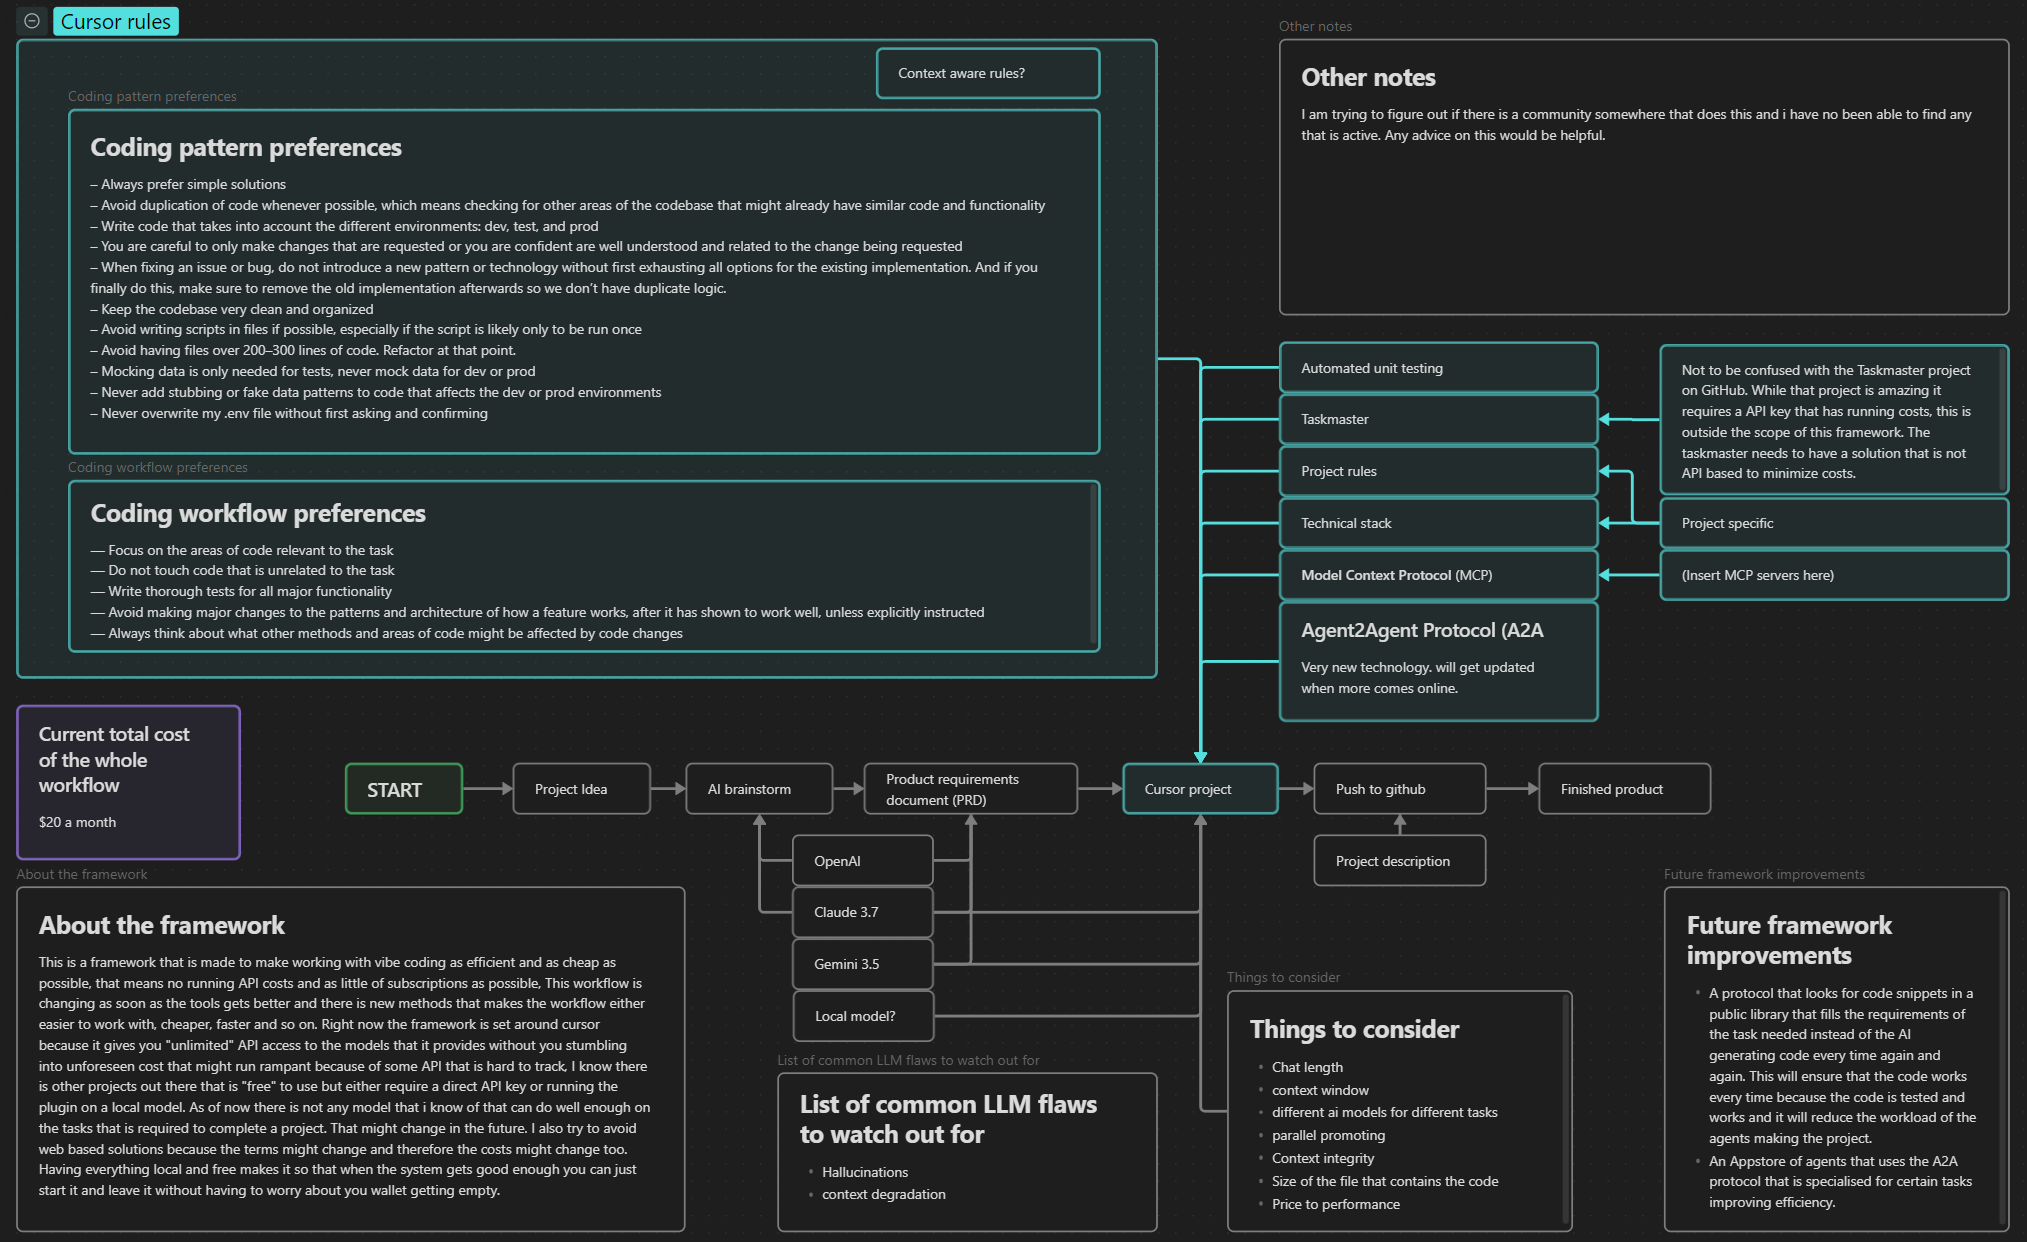 Cursor rules
Context aware rules?
Coding pattern preferences
Coding pattern preferences
– Always prefer simple solutions
– Avoid duplication of code whenever possible, which means checking for other areas of the codebase that might already have similar code and functionality
– Write code that takes into account the different environments: dev, test, and prod
– You are careful to only make changes that are requested or you are confident are well understood and related to the change being requested
– When fixing an issue or bug, do not introduce a new pattern or technology without first exhausting all options for the existing implementation. And if you
finally do this, make sure to remove the old implementation afterwards so we don’t have duplicate logic.
– Keep the codebase very clean and organized
– Avoid writing scripts in files if possible, especially if the script is likely only to be run once
– Avoid having files over 200–300 lines of code. Refactor at that point.
– Mocking data is only needed for tests, never mock data for dev or prod
– Never add stubbing or fake data patterns to code that affects the dev or prod environments
– Never overwrite my .env file without first asking and confirming
Coding workflow preferences
Coding workflow preferences
— Focus on the areas of code relevant to the task
— Do not touch code that is unrelated to the task
— Write thorough tests for all major functionality
— Avoid making major changes to the patterns and architecture of how a feature works, after it has shown to work well, unless explicitly instructed
— Always think about what other methods and areas of code might be affected by code changes
Other notes
Other notes
I am trying to figure out if there is a community somewhere that does this and i have no been able to find any
that is active. Any advice on this would be helpful.
Automated unit testing
Taskmaster
Project rules
Technical stack
Model Context Protocol (MCP)
Agent2Agent Protocol (A2A
Very new technology. will get updated
when more comes online.
Not to be confused with the Taskmaster project
on GitHub. While that project is amazing it
requires a API key that has running costs, this is
outside the scope of this framework. The
taskmaster needs to have a solution that is not
API based to minimize costs.
Project specific
(Insert MCP servers here)
Current total cost
of the whole
workflow
$20 a month
START
Project Idea
AI brainstorm
Product requirements
document (PRD)
Cursor project
Push to github
Finished product
OpenAI
Claude 3.7
Gemini 3.5
Local model?
Project description
About the framework
About the framework
This is a framework that is made to make working with vibe coding as efficient and as cheap as
possible, that means no running API costs and as little of subscriptions as possible, This workflow is
changing as soon as the tools gets better and there is new methods that makes the workflow either
easier to work with, cheaper, faster and so on. Right now the framework is set around cursor
because it gives you "unlimited" API access to the models that it provides without you stumbling
into unforeseen cost that might run rampant because of some API that is hard to track, I know there
is other projects out there that is "free" to use but either require a direct API key or running the
plugin on a local model. As of now there is not any model that i know of that can do well enough on
the tasks that is required to complete a project. That might change in the future. I also try to avoid
web based solutions because the terms might change and therefore the costs might change too.
Having everything local and free makes it so that when the system gets good enough you can just
start it and leave it without having to worry about you wallet getting empty.
List of common LLM flaws to watch out for
List of common LLM flaws
to watch out for
• Hallucinations
• context degradation
Things to consider
Things to consider
• Chat length
• context window
• different ai models for different tasks
• parallel promoting
• Context integrity
• Size of the file that contains the code
• Price to performance
Future framework improvements
Future framework
improvements
• A protocol that looks for code snippets in a
public library that fills the requirements of
the task needed instead of the AI
generating code every time again and
again. This will ensure that the code works
every time because the code is tested and
works and it will reduce the workload of the
agents making the project.
• An Appstore of agents that uses the A2A
protocol that is specialised for certain tasks
improving efficiency.